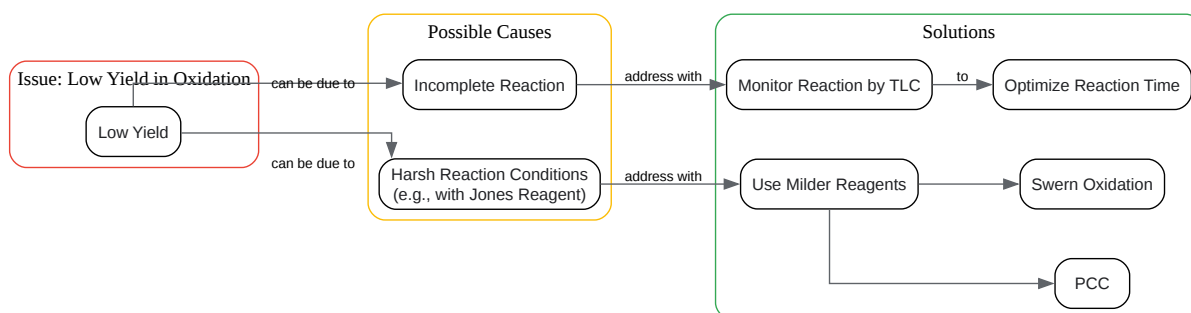 Possible Causes
Solutions
Issue: Low Yield in Oxidation
can be due to
Incomplete Reaction
address with
Monitor Reaction by TLC
to
Optimize Reaction Time
Low Yield
can be due to
Harsh Reaction Conditions
(e.g., with Jones Reagent)
address with
Use Milder Reagents
Swern Oxidation
PCC